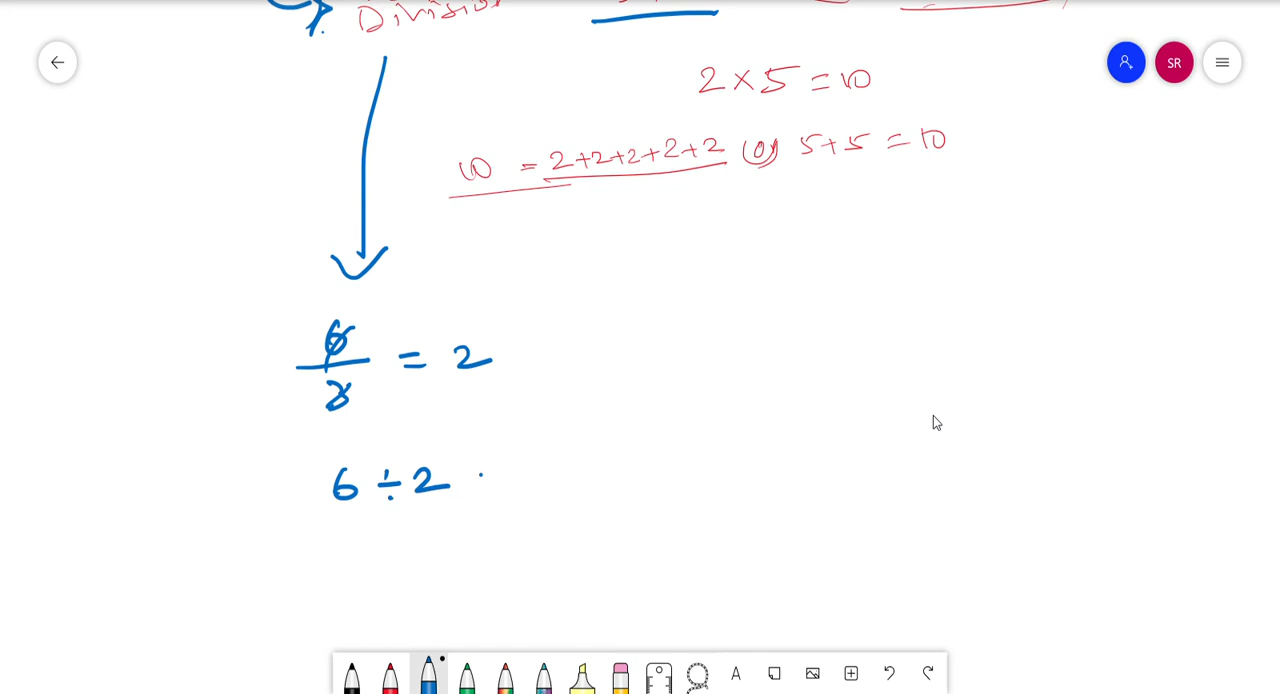 Division
SR
2 × 5 = 10
10 = 2+2+2+2+2 (or) 5+5 = 10
6/3 = 2
6 ÷ 2
A